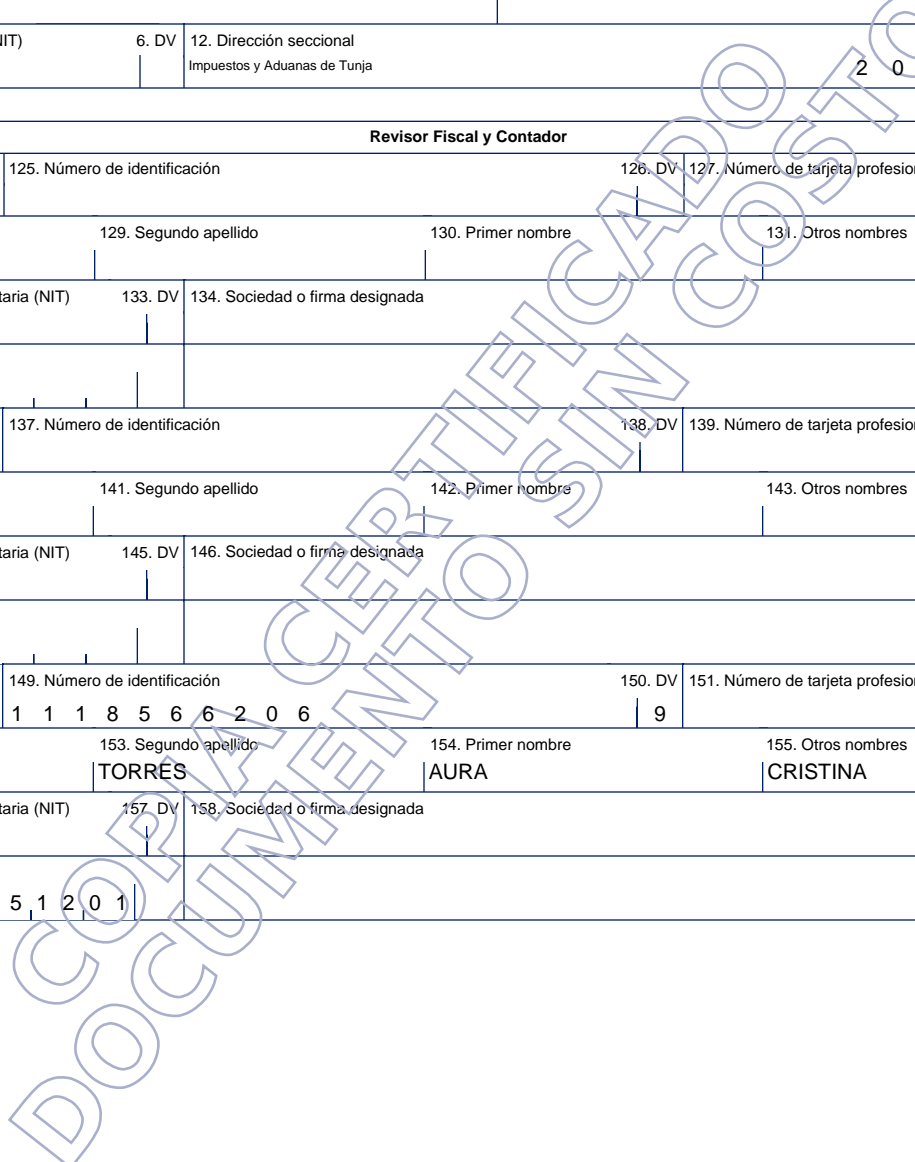 IIT) 6. DV 12. Dirección seccional
Impuestos y Aduanas de Tunja 2 0
Revisor Fiscal y Contador
125. Número de identificación 126. DV 127. Número de tarjeta profesion
129. Segundo apellido 130. Primer nombre 131. Otros nombres
taria (NIT) 133. DV 134. Sociedad o firma designada
137. Número de identificación 138. DV 139. Número de tarjeta profesion
141. Segundo apellido 142. Primer nombre 143. Otros nombres
taria (NIT) 145. DV 146. Sociedad o firma designada
149. Número de identificación 150. DV 151. Número de tarjeta profesion
1 1 1 8 5 6 6 2 0 6 9
153. Segundo apellido 154. Primer nombre 155. Otros nombres
TORRES AURA CRISTINA
taria (NIT) 157. DV 158. Sociedad o firma designada
5 1 2 0 1
COPIA CERTIFICADO
DOCUMENTO SIN COSTO